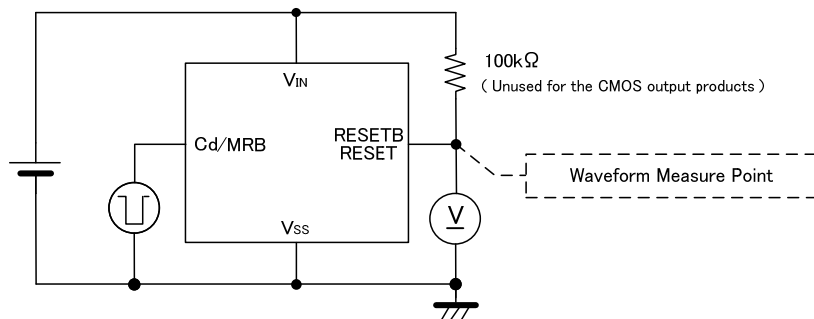 100kΩ
( Unused for the CMOS output products )
VIN
RESETB
RESET
Cd/MRB
Waveform Measure Point
V
VSS